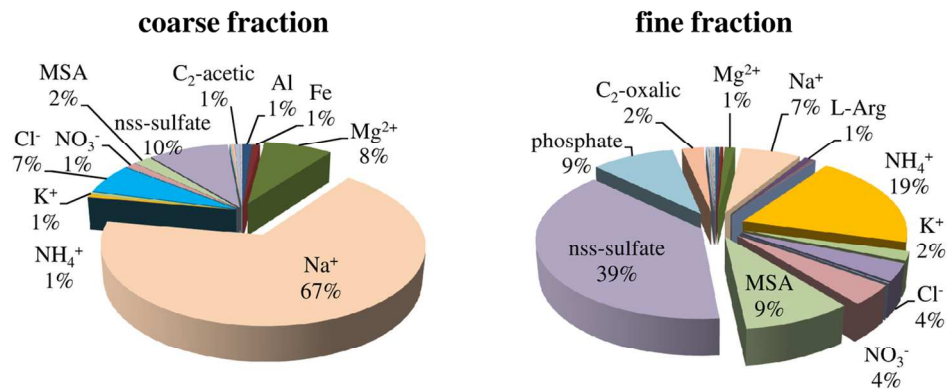 coarse fraction
MSA
2%
C₂-acetic
1%
Al
1%
Fe
1%
Mg²⁺
8%
Cl⁻
7%
NO₃⁻
1%
nss-sulfate
10%
K⁺
1%
NH₄⁺
1%
Na⁺
67%
fine fraction
C₂-oxalic
2%
Mg²⁺
1%
Na⁺
7%
L-Arg
1%
phosphate
9%
NH₄⁺
19%
K⁺
2%
nss-sulfate
39%
MSA
9%
Cl⁻
4%
NO₃⁻
4%